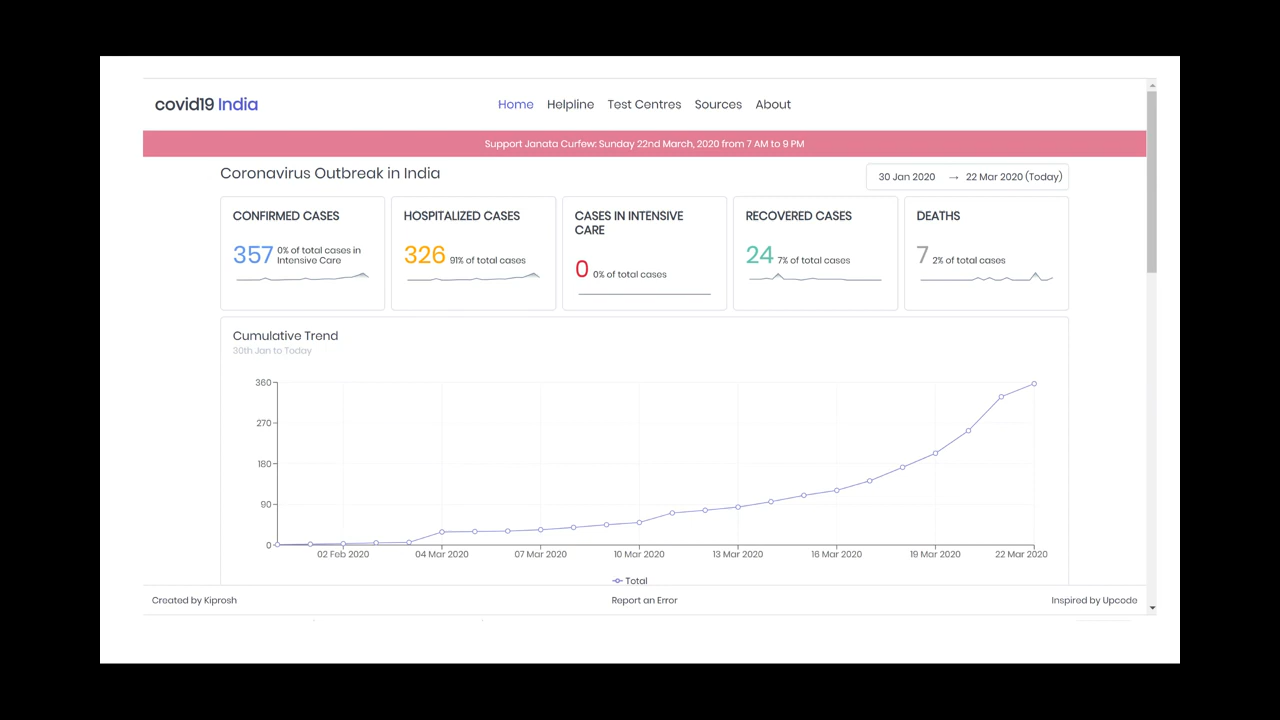 covid19 India
Home Helpline Test Centres Sources About
Support Janata Curfew: Sunday 22nd March, 2020 from 7 AM to 9 PM
Coronavirus Outbreak in India
30 Jan 2020 → 22 Mar 2020 (Today)
CONFIRMED CASES
357 0% of total cases in
Intensive Care
HOSPITALIZED CASES
326 91% of total cases
CASES IN INTENSIVE
CARE
0 0% of total cases
RECOVERED CASES
24 7% of total cases
DEATHS
7 2% of total cases
Cumulative Trend
30th Jan to Today
360
270
180
90
0
02 Feb 2020 04 Mar 2020 07 Mar 2020 10 Mar 2020 13 Mar 2020 16 Mar 2020 19 Mar 2020 22 Mar 2020
Total
Created by Kiprosh Report an Error Inspired by Upcode